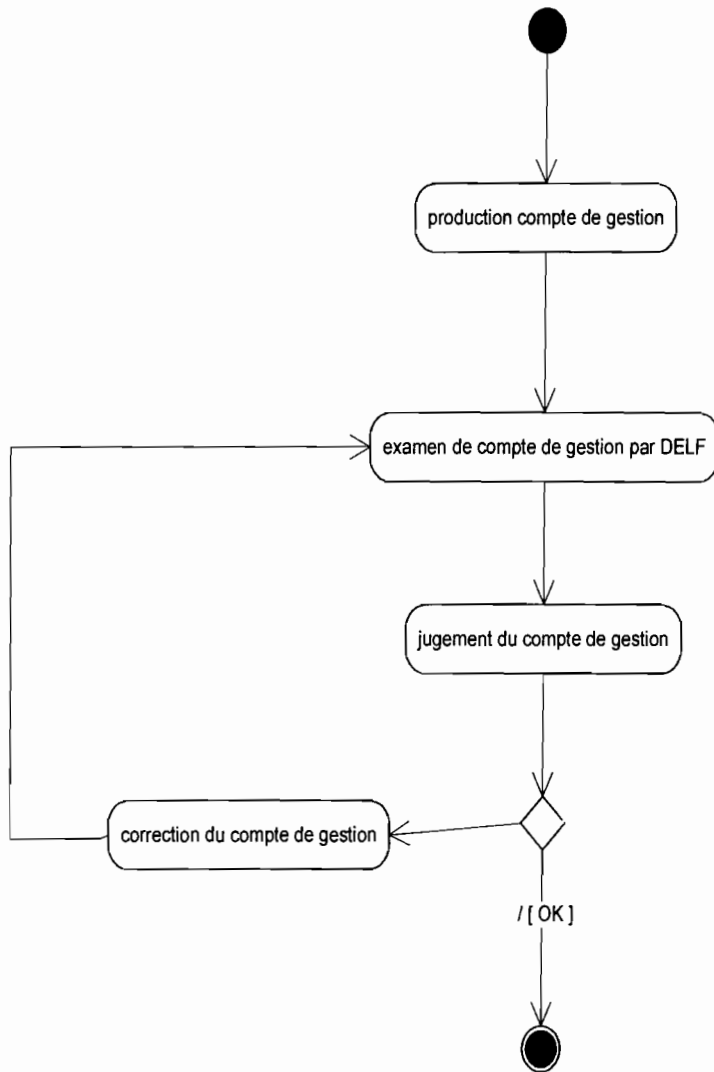 production compte de gestion
examen de compte de gestion par DELF
jugement du compte de gestion
correction du compte de gestion
/ [ OK ]